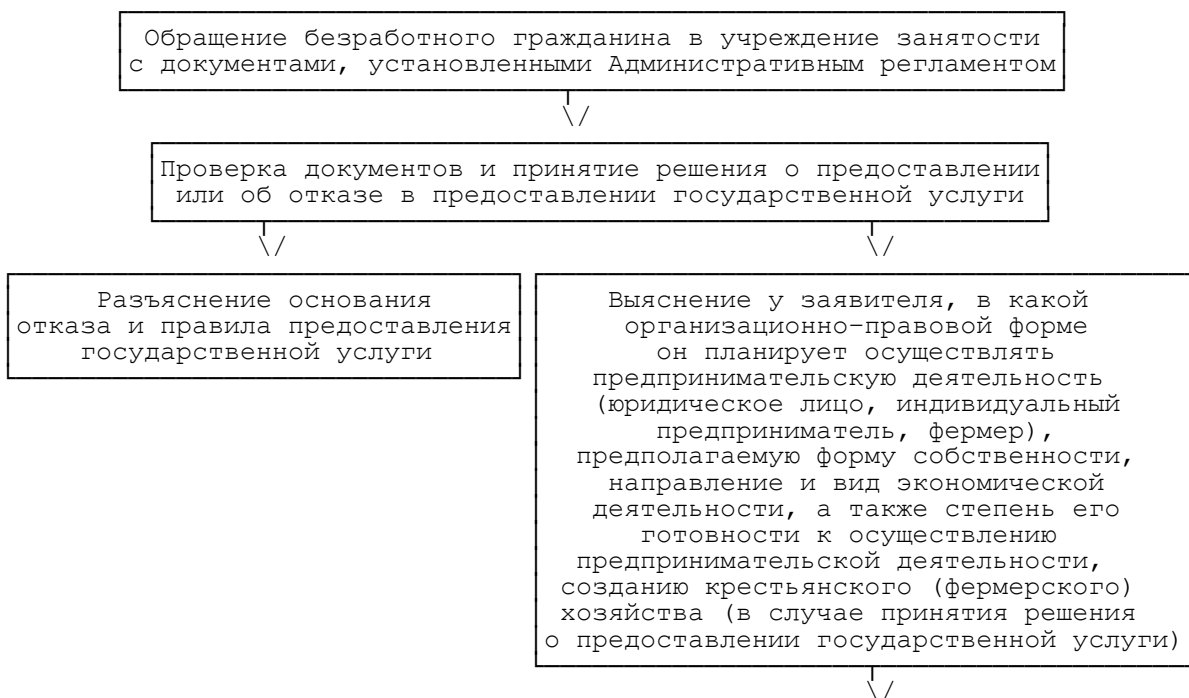 Обращение безработного гражданина в учреждение занятости
с документами, установленными Административным регламентом
Проверка документов и принятие решения о предоставлении
или об отказе в предоставлении государственной услуги
Разъяснение основания
отказа и правила предоставления
государственной услуги
Выяснение у заявителя, в какой
организационно-правовой форме
он планирует осуществлять
предпринимательскую деятельность
(юридическое лицо, индивидуальный
предприниматель, фермер),
предполагаемую форму собственности,
направление и вид экономической
деятельности, а также степень его
готовности к осуществлению
предпринимательской деятельности,
созданию крестьянского (фермерского)
хозяйства (в случае принятия решения
о предоставлении государственной услуги)